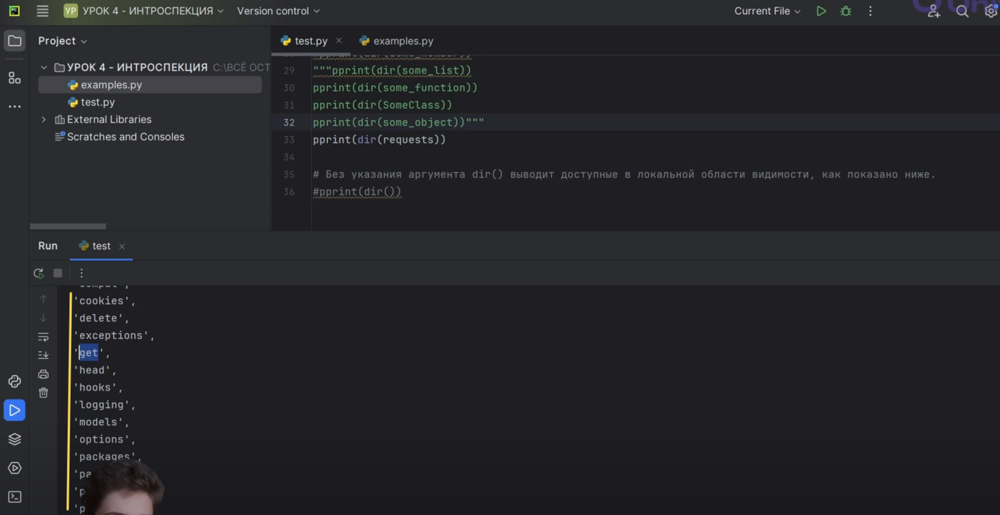 УР УРОК 4 - ИНТРОСПЕКЦИЯ Version control Current File
Project
test.py
examples.py
УРОК 4 - ИНТРОСПЕКЦИЯ C:\ВСЁ ОСТ
examples.py
test.py
External Libraries
Scratches and Consoles
29 """pprint(dir(some_list))
30 pprint(dir(some_function))
31 pprint(dir(SomeClass))
32 pprint(dir(some_object))"""
33 pprint(dir(requests))
34
35 # Без указания аргумента dir() выводит доступные в локальной области видимости, как показано ниже.
36 #pprint(dir())
Run test
'cookies',
'delete',
'exceptions',
'get',
'head',
'hooks',
'logging',
'models',
'options',
'packages',
'pa
'p
'p